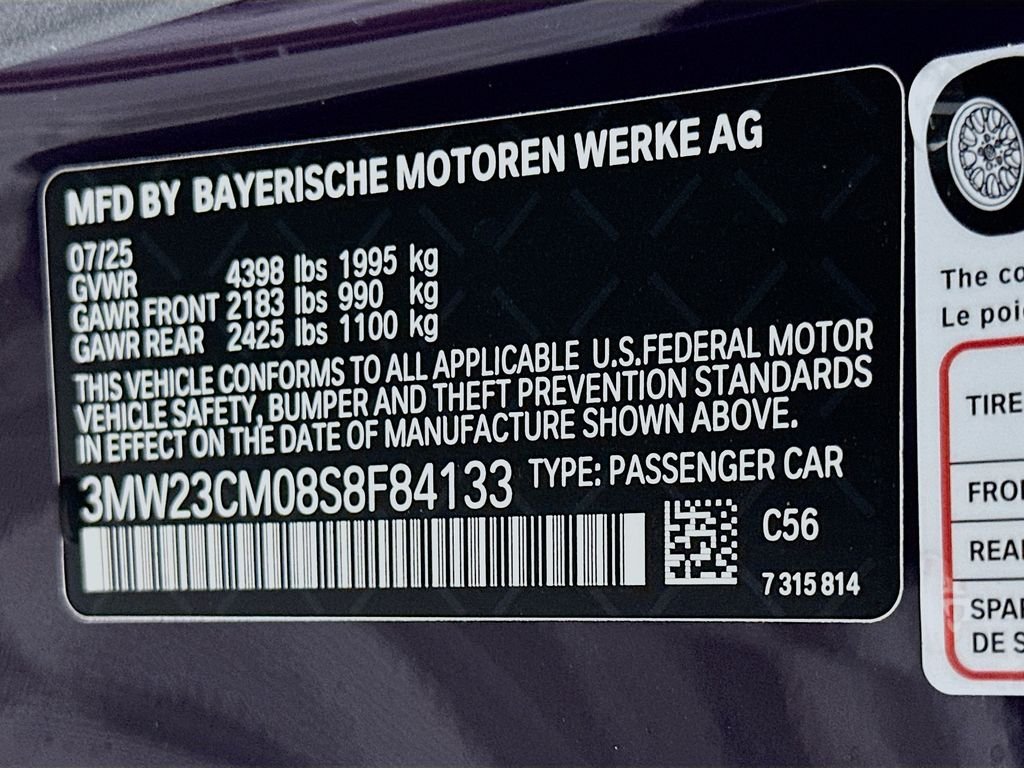 MFD BY BAYERISCHE MOTOREN WERKE AG
07/25
GVWR 4398 lbs 1995 kg
GAWR FRONT 2183 lbs 990 kg
GAWR REAR 2425 lbs 1100 kg
THIS VEHICLE CONFORMS TO ALL APPLICABLE U.S.FEDERAL MOTOR
VEHICLE SAFETY, BUMPER AND THEFT PREVENTION STANDARDS
IN EFFECT ON THE DATE OF MANUFACTURE SHOWN ABOVE.
3MW23CM08S8F84133 TYPE: PASSENGER CAR
C56
7 315 814
The co
Le poi
TIRE
FRO
REA
SPA
DE S